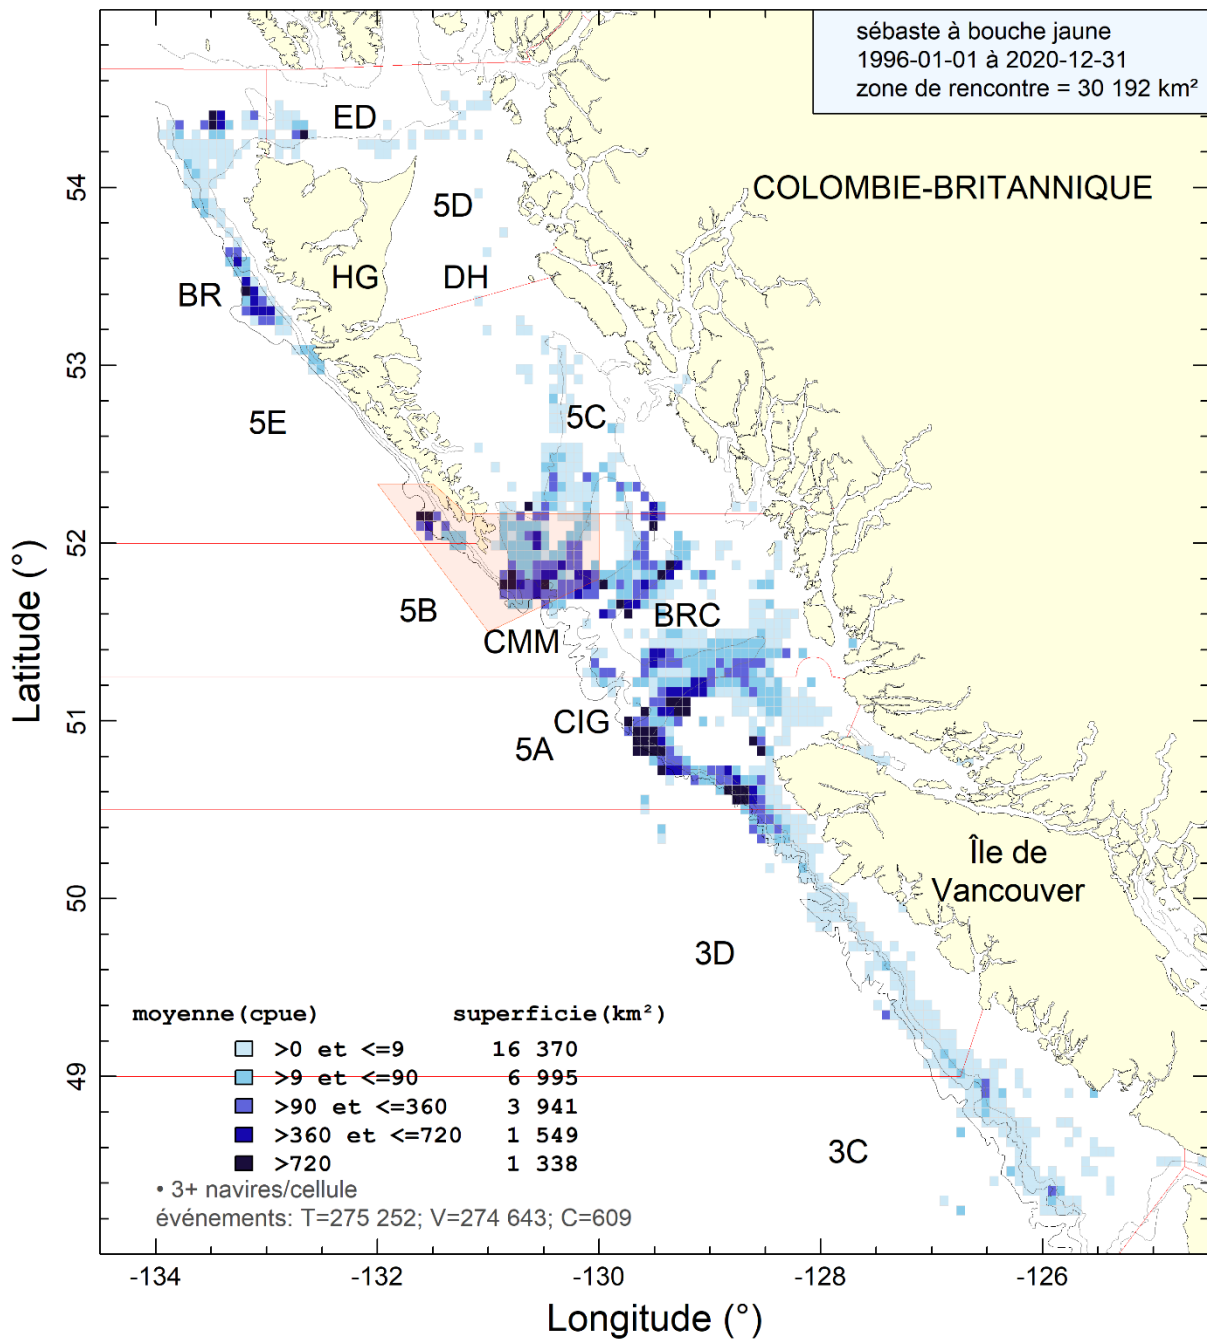 sébaste à bouche jaune
1996-01-01 à 2020-12-31
zone de rencontre = 30 192 km²
ED
COLOMBIE-BRITANNIQUE
5D
HG
DH
BR
5C
5E
5B
CMM
BRC
CIG
5A
Île de
Vancouver
3D
3C
moyenne(cpue) superficie(km²)
>0 et <=9 16 370
>9 et <=90 6 995
>90 et <=360 3 941
>360 et <=720 1 549
>720 1 338
• 3+ navires/cellule
événements: T=275 252; V=274 643; C=609
Latitude (°)
54
53
52
51
50
49
-134 -132 -130 -128 -126
Longitude (°)